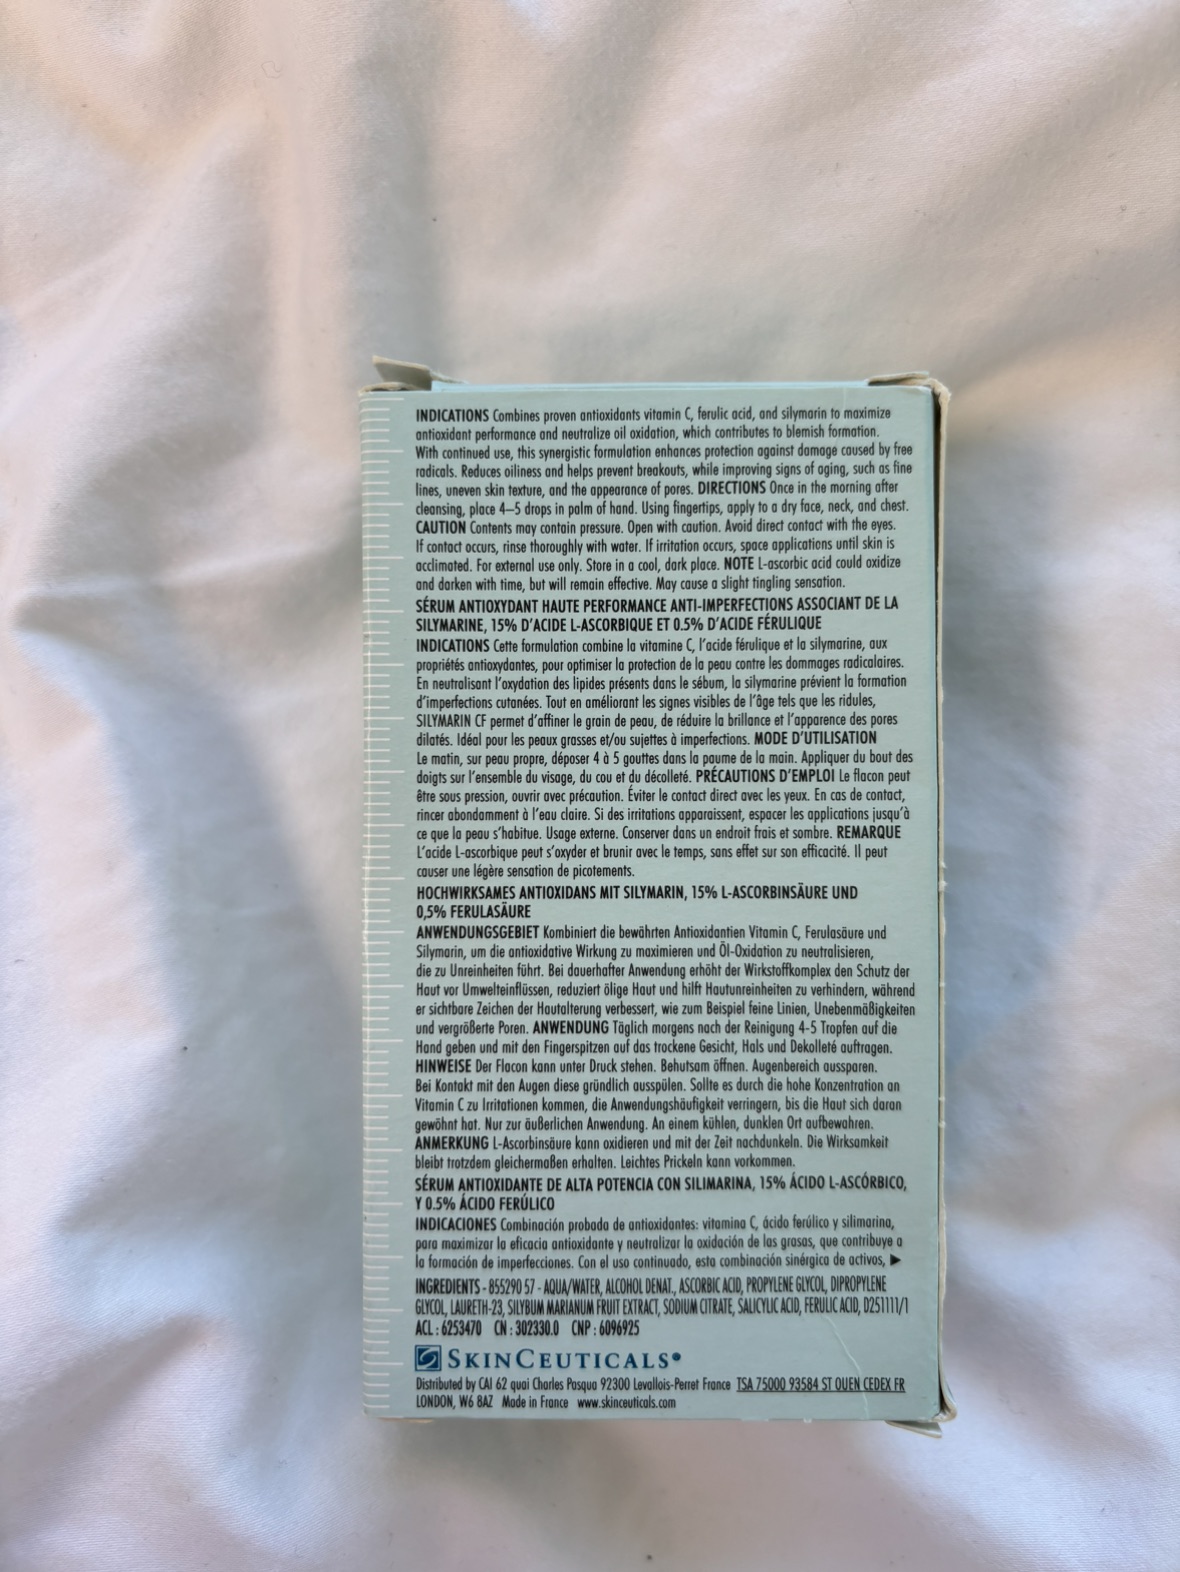 INDICATIONS Combines proven antioxidants vitamin C, ferulic acid, and silymarin to maximize
antioxidant performance and neutralize oil oxidation, which contributes to blemish formation.
With continued use, this synergistic formulation enhances protection against damage caused by free
radicals. Reduces oiliness and helps prevent breakouts, while improving signs of aging, such as fine
lines, uneven skin texture, and the appearance of pores. DIRECTIONS Once in the morning after
cleansing, place 4–5 drops in palm of hand. Using fingertips, apply to a dry face, neck, and chest.
CAUTION Contents may contain pressure. Open with caution. Avoid direct contact with the eyes.
If contact occurs, rinse thoroughly with water. If irritation occurs, space applications until skin is
acclimated. For external use only. Store in a cool, dark place. NOTE L-ascorbic acid could oxidize
and darken with time, but will remain effective. May cause a slight tingling sensation.
SÉRUM ANTIOXYDANT HAUTE PERFORMANCE ANTI-IMPERFECTIONS ASSOCIANT DE LA
SILYMARINE, 15% D'ACIDE L-ASCORBIQUE ET 0.5% D'ACIDE FÉRULIQUE
INDICATIONS Cette formulation combine la vitamine C, l'acide férulique et la silymarine, aux
propriétés antioxydantes, pour optimiser la protection de la peau contre les dommages radicalaires.
En neutralisant l'oxydation des lipides présents dans le sébum, la silymarine prévient la formation
d'imperfections cutanées. Tout en améliorant les signes visibles de l'âge tels que les ridules,
SILYMARIN CF permet d'affiner le grain de peau, de réduire la brillance et l'apparence des pores
dilatés. Idéal pour les peaux grasses et/ou sujettes à imperfections. MODE D'UTILISATION
Le matin, sur peau propre, déposer 4 à 5 gouttes dans la paume de la main. Appliquer du bout des
doigts sur l'ensemble du visage, du cou et du décolleté. PRÉCAUTIONS D'EMPLOI Le flacon peut
être sous pression, ouvrir avec précaution. Éviter le contact direct avec les yeux. En cas de contact,
rincer abondamment à l'eau claire. Si des irritations apparaissent, espacer les applications jusqu'à
ce que la peau s'habitue. Usage externe. Conserver dans un endroit frais et sombre. REMARQUE
L'acide L-ascorbique peut s'oxyder et brunir avec le temps, sans effet sur son efficacité. Il peut
causer une légère sensation de picotements.
HOCHWIRKSAMES ANTIOXIDANS MIT SILYMARIN, 15% L-ASCORBINSÄURE UND
0,5% FERULASÄURE
ANWENDUNGSGEBIET Kombiniert die bewährten Antioxidantien Vitamin C, Ferulasäure und
Silymarin, um die antioxidative Wirkung zu maximieren und Öl-Oxidation zu neutralisieren,
die zu Unreinheiten führt. Bei dauerhafter Anwendung erhöht der Wirkstoffkomplex den Schutz der
Haut vor Umwelteinflüssen, reduziert ölige Haut und hilft Hautunreinheiten zu verhindern, während
er sichtbare Zeichen der Hautalterung verbessert, wie zum Beispiel feine Linien, Unebenmäßigkeiten
und vergrößerte Poren. ANWENDUNG Täglich morgens nach der Reinigung 4-5 Tropfen auf die
Hand geben und mit den Fingerspitzen auf das trockene Gesicht, Hals und Dekolleté auftragen.
HINWEISE Der Flacon kann unter Druck stehen. Behutsam öffnen. Augenbereich aussparen.
Bei Kontakt mit den Augen diese gründlich ausspülen. Sollte es durch die hohe Konzentration an
Vitamin C zu Irritationen kommen, die Anwendungshäufigkeit verringern, bis die Haut sich daran
gewöhnt hat. Nur zur äußerlichen Anwendung. An einem kühlen, dunklen Ort aufbewahren.
ANMERKUNG L-Ascorbinsäure kann oxidieren und mit der Zeit nachdunkeln. Die Wirksamkeit
bleibt trotzdem gleichermaßen erhalten. Leichtes Prickeln kann vorkommen.
SÉRUM ANTIOXIDANTE DE ALTA POTENCIA CON SILIMARINA, 15% ÁCIDO L-ASCÓRBICO,
Y 0.5% ÁCIDO FERÚLICO
INDICACIONES Combinación probada de antioxidantes: vitamina C, ácido ferúlico y silimarina,
para maximizar la eficacia antioxidante y neutralizar la oxidación de las grasas, que contribuye a
la formación de imperfecciones. Con el uso continuado, esta combinación sinérgica de activos, ▶
INGREDIENTS - 855290 57 - AQUA/WATER, ALCOHOL DENAT., ASCORBIC ACID, PROPYLENE GLYCOL, DIPROPYLENE
GLYCOL, LAURETH-23, SILYBUM MARIANUM FRUIT EXTRACT, SODIUM CITRATE, SALICYLIC ACID, FERULIC ACID, D251111/1
ACL : 6253470 CN : 302330.0 CNP : 6096925
SKINCEUTICALS®
Distributed by CAI 62 quai Charles Pasqua 92300 Levallois-Perret France TSA 75000 93584 ST OUEN CEDEX FR
LONDON, W6 8AZ Made in France www.skinceuticals.com